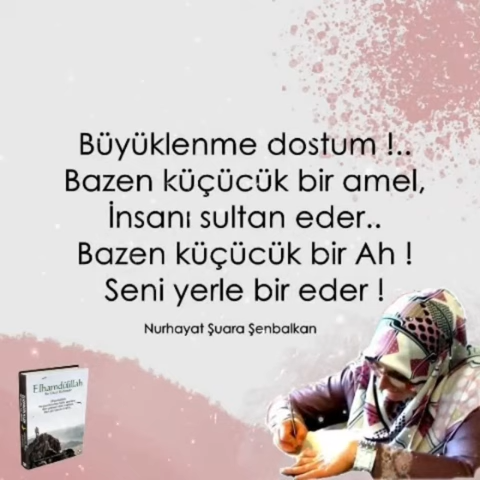 Büyüklenme dostum !..
Bazen küçücük bir amel,
İnsanı sultan eder..
Bazen küçücük bir Ah !
Seni yerle bir eder !
Nurhayat Şuara Şenbalkan
Elhamdülillah